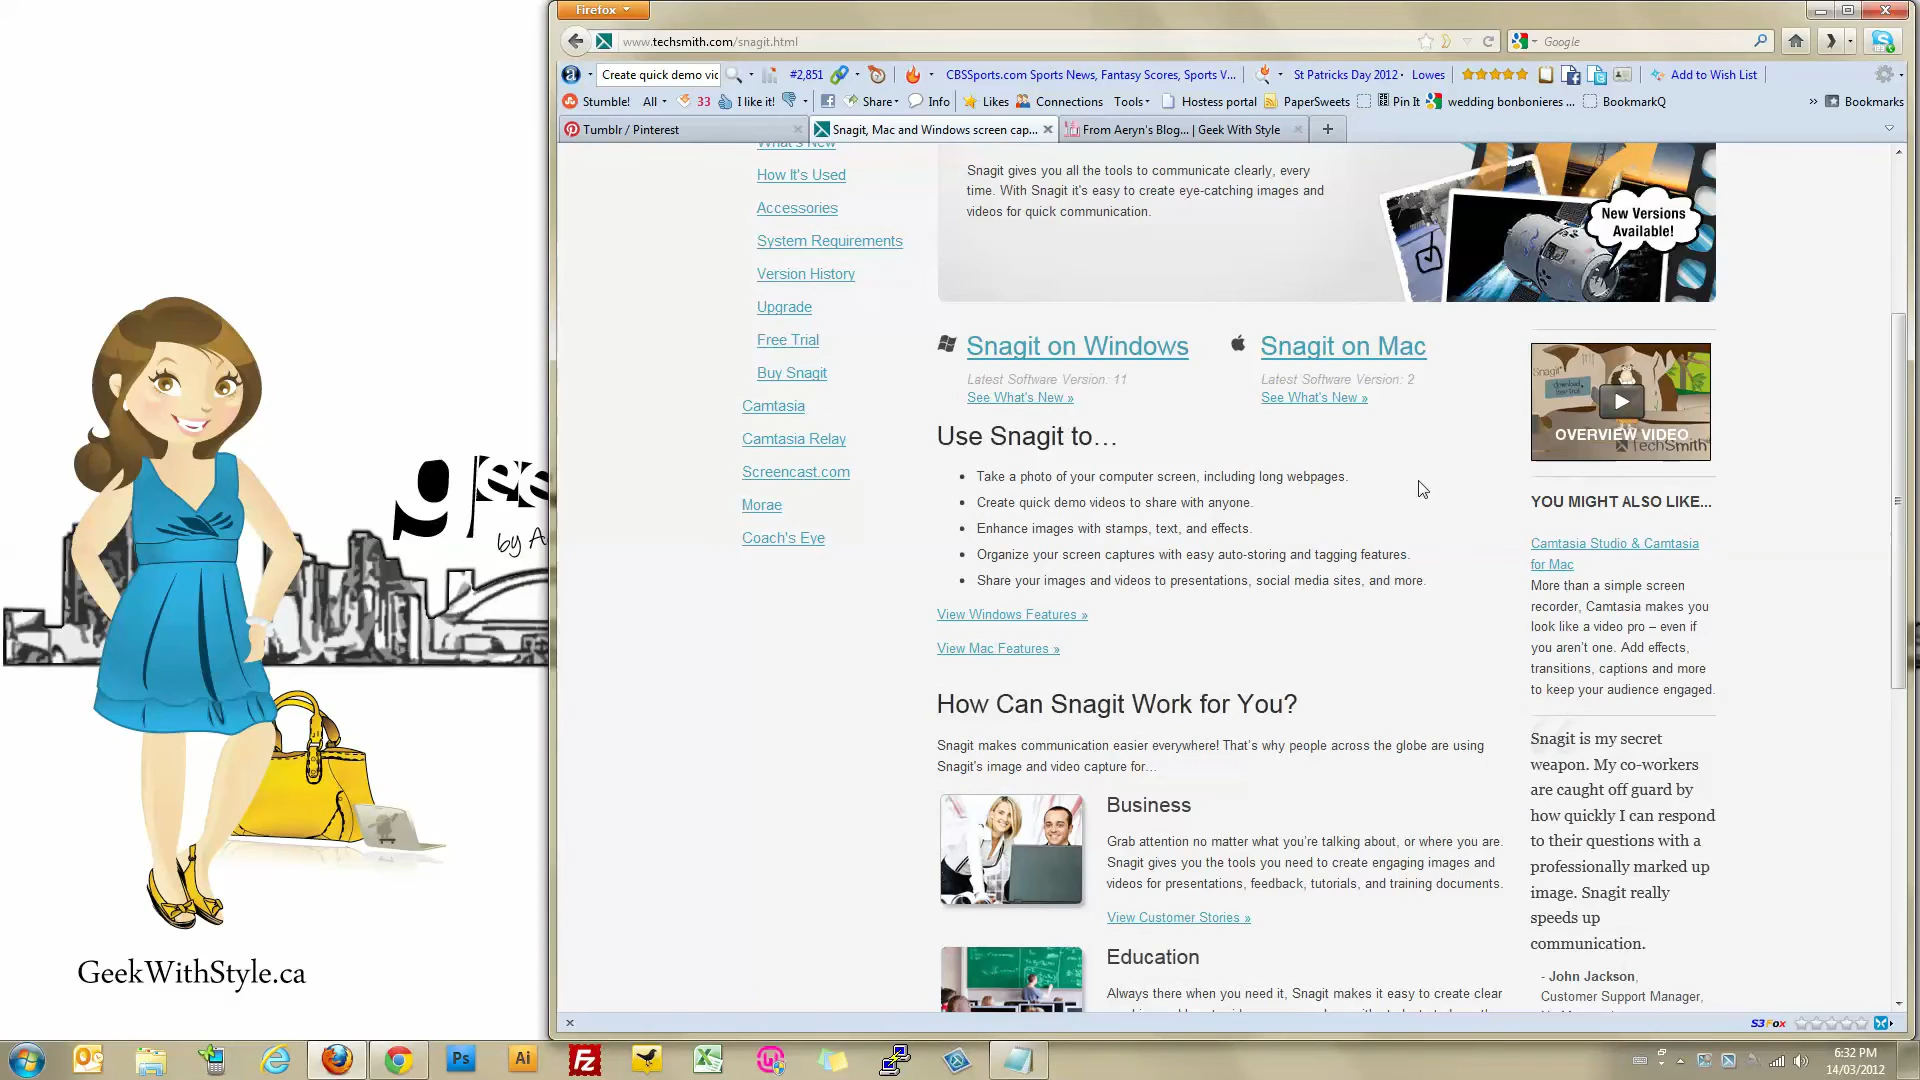 Firefox
www.techsmith.com/snagit.html
Google
Create quick demo vic
#2,851
CBSSports.com Sports News, Fantasy Scores, Sports V...
St Patricks Day 2012
Lowes
Add to Wish List
Stumble!
All
33
I like it!
Share
Info
Likes
Connections
Tools
Hostess portal
PaperSweets
Pin It
wedding bonbonieres ...
BookmarkQ
»
Bookmarks
Tumblr / Pinterest
Snagit, Mac and Windows screen cap...
From Aeryn's Blog... | Geek With Style
What's New
How It's Used
Accessories
System Requirements
Version History
Upgrade
Free Trial
Buy Snagit
Camtasia
Camtasia Relay
Screencast.com
Morae
Coach's Eye
Snagit gives you all the tools to communicate clearly, every
time. With Snagit it's easy to create eye-catching images and
videos for quick communication.
New Versions
Available!
Snagit on Windows
Latest Software Version: 11
See What's New »
Snagit on Mac
Latest Software Version: 2
See What's New »
Use Snagit to…
Take a photo of your computer screen, including long webpages.
Create quick demo videos to share with anyone.
Enhance images with stamps, text, and effects.
Organize your screen captures with easy auto-storing and tagging features.
Share your images and videos to presentations, social media sites, and more.
View Windows Features »
View Mac Features »
How Can Snagit Work for You?
Snagit makes communication easier everywhere! That's why people across the globe are using
Snagit's image and video capture for…
Business
Grab attention no matter what you're talking about, or where you are.
Snagit gives you the tools you need to create engaging images and
videos for presentations, feedback, tutorials, and training documents.
View Customer Stories »
Education
Always there when you need it, Snagit makes it easy to create clear
OVERVIEW VIDEO
TechSmith
YOU MIGHT ALSO LIKE...
Camtasia Studio & Camtasia
for Mac
More than a simple screen
recorder, Camtasia makes you
look like a video pro – even if
you aren't one. Add effects,
transitions, captions and more
to keep your audience engaged.
Snagit is my secret
weapon. My co-workers
are caught off guard by
how quickly I can respond
to their questions with a
professionally marked up
image. Snagit really
speeds up
communication.
- John Jackson,
Customer Support Manager,
gee
by A
GeekWithStyle.ca
S3Fox
Ps
Ai
Fz
6:32 PM
14/03/2012